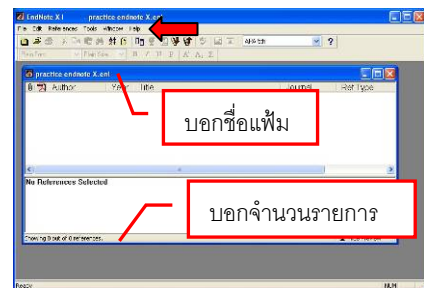 EndNote X1 - [practice endnote X.enl]
File Edit References Tools Window Help
practice endnote X.enl
Author Year Title Journal Ref Type
บอกชื่อแฟ้ม
No References Selected
บอกจำนวนรายการ
Showing 0 out of 0 references.
Ready NUM